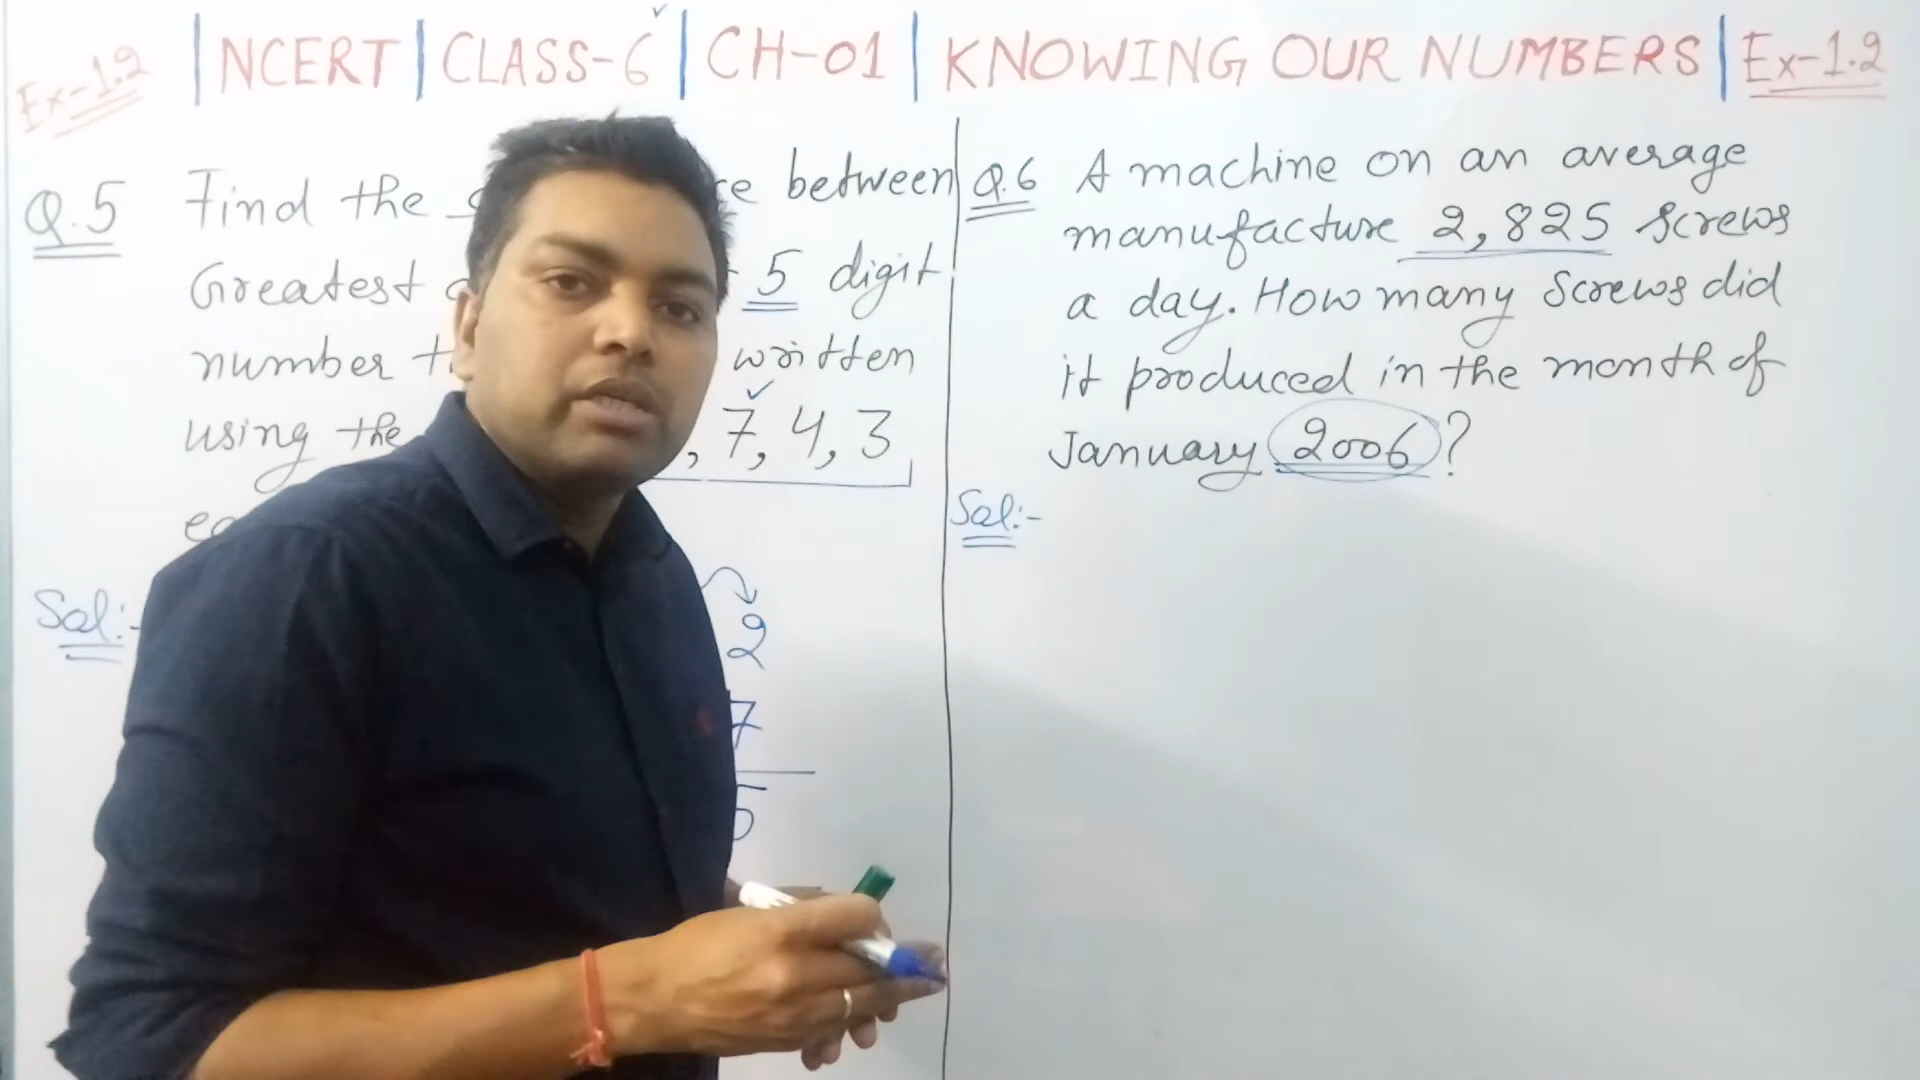 Ex-1.2 | NCERT | CLASS-6 | CH-01 | KNOWING OUR NUMBERS | Ex-1.2
Q.5 Find the between
Greatest 5 digit
number written
using the , 7, 4, 3
Sol:-
2
7
Q.6 A machine on an average
manufacture 2,825 screws
a day. How many Screws did
it produced in the month of
January 2006?
Sol:-